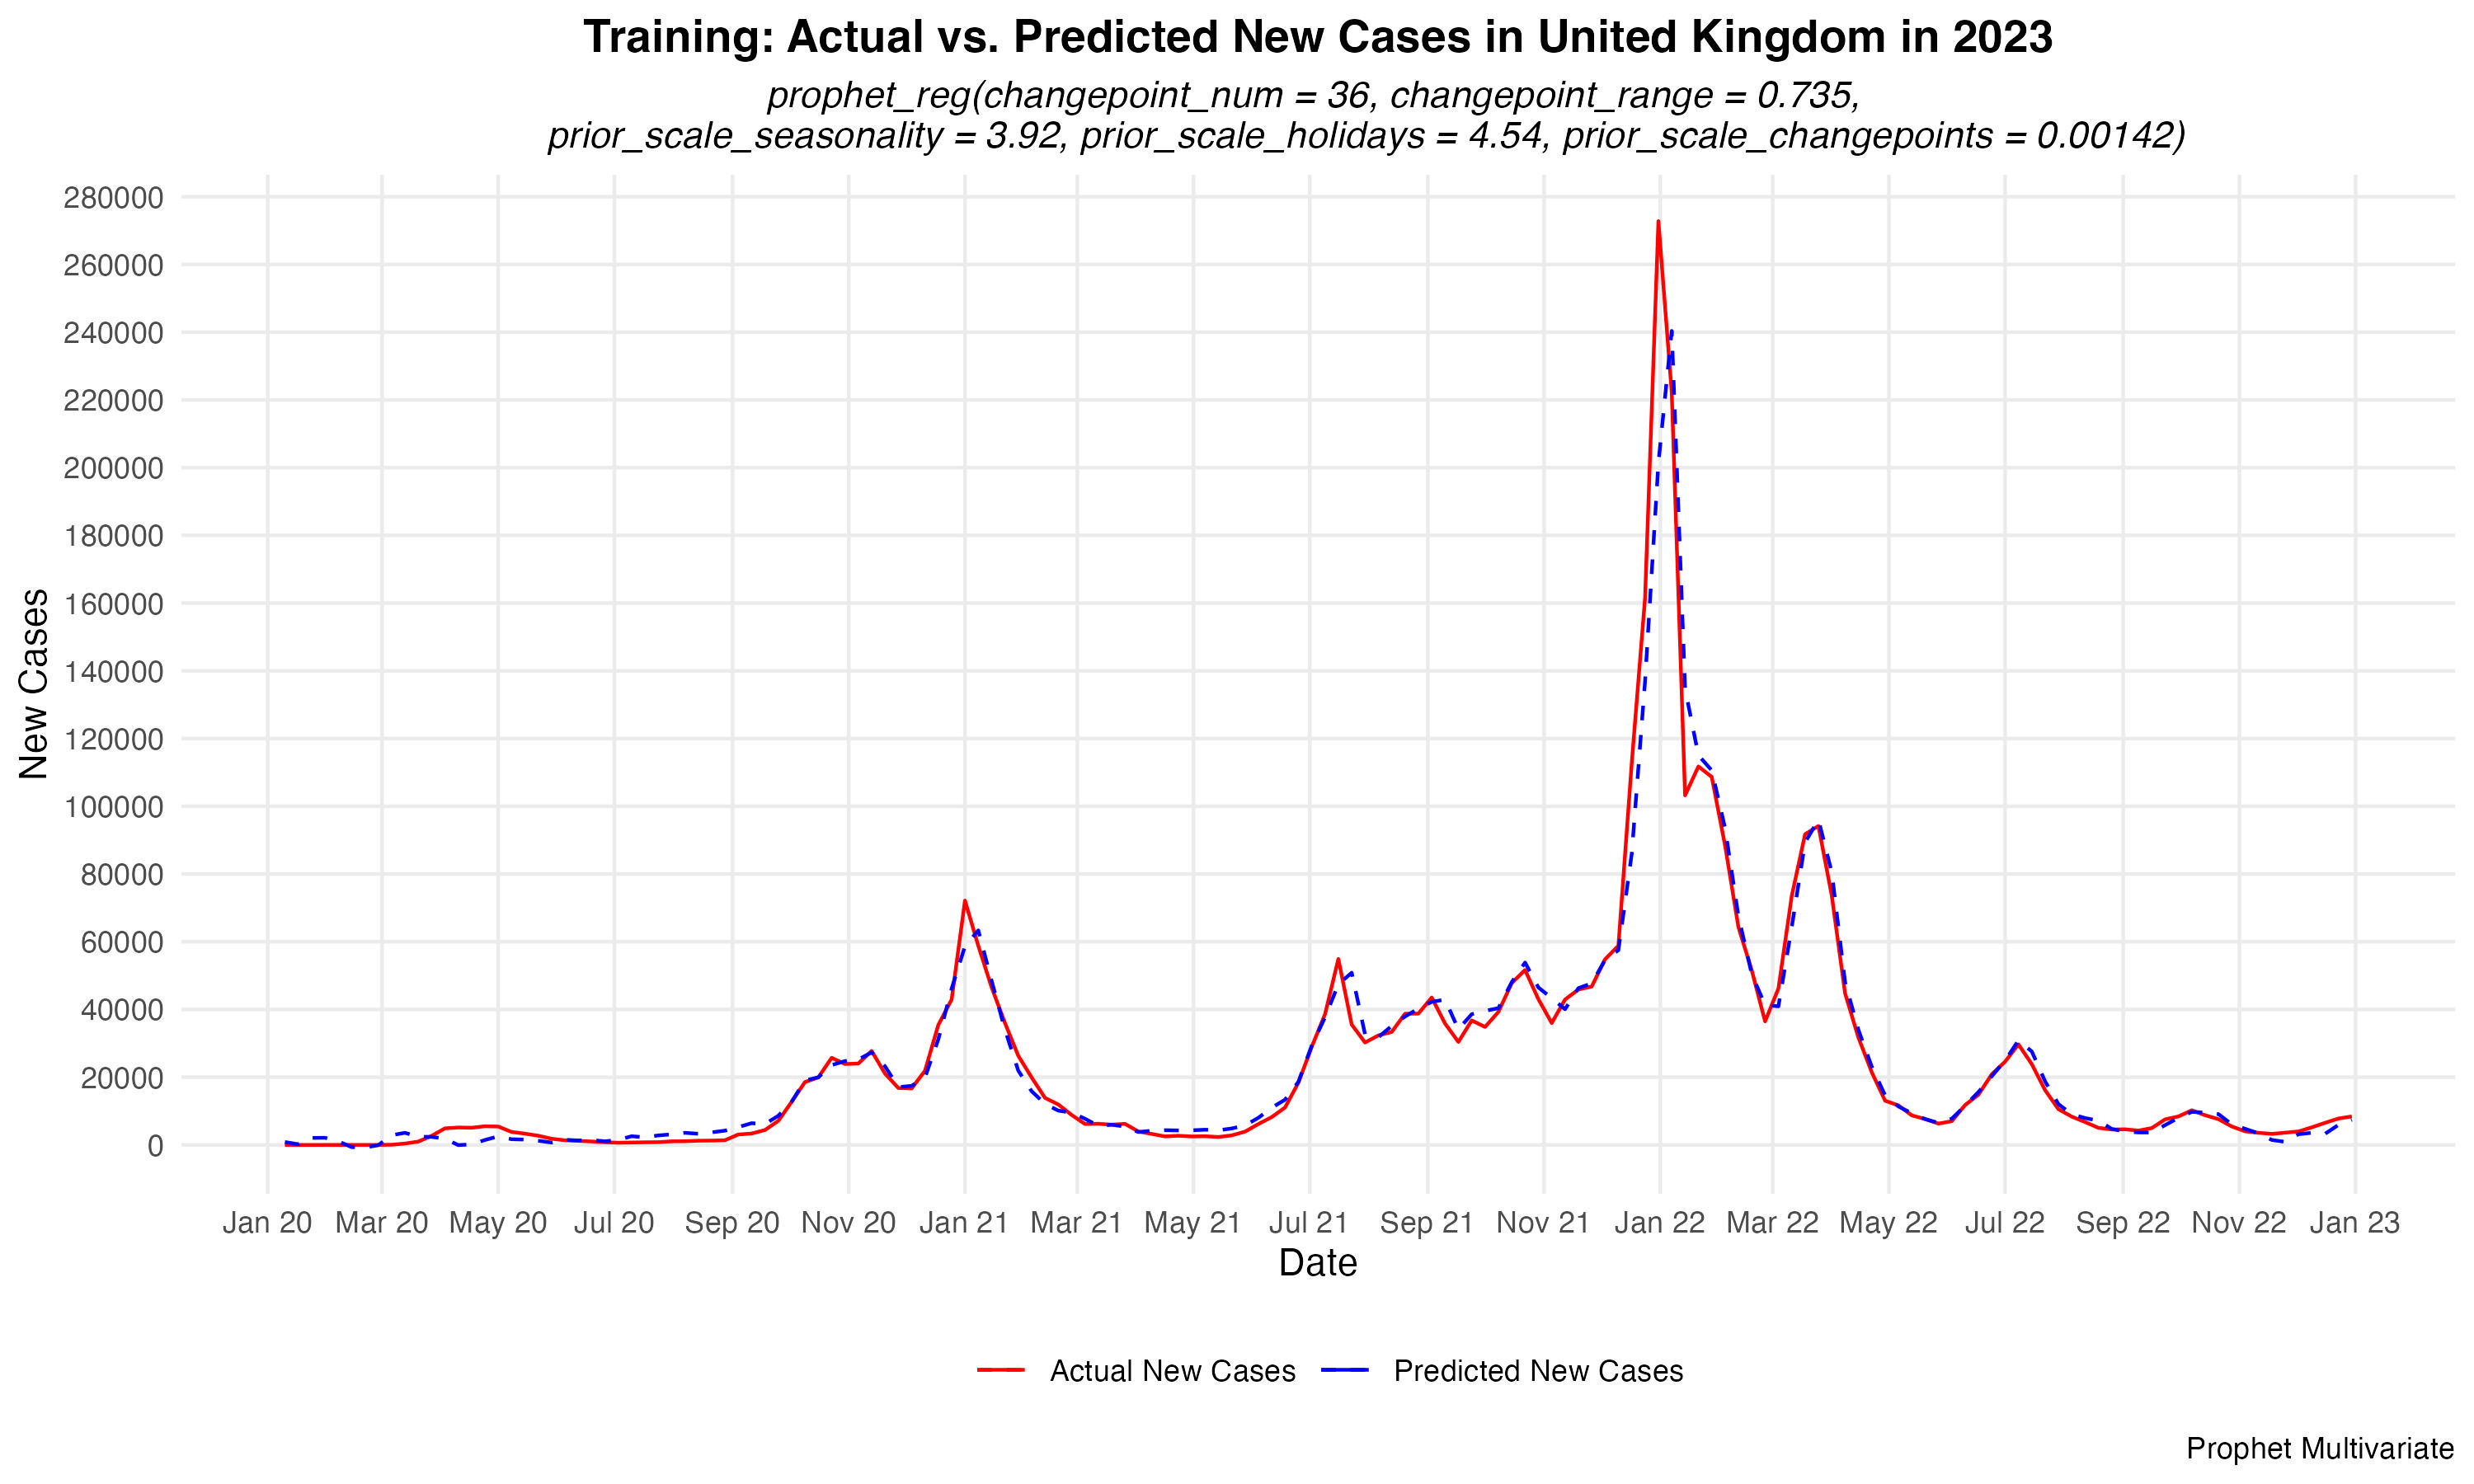 Training: Actual vs. Predicted New Cases in United Kingdom in 2023
prophet_reg(changepoint_num = 36, changepoint_range = 0.735,
prior_scale_seasonality = 3.92, prior_scale_holidays = 4.54, prior_scale_changepoints = 0.00142)
New Cases
280000
260000
240000
220000
200000
180000
160000
140000
120000
100000
80000
60000
40000
20000
0
Jan 20 Mar 20 May 20 Jul 20 Sep 20 Nov 20 Jan 21 Mar 21 May 21 Jul 21 Sep 21 Nov 21 Jan 22 Mar 22 May 22 Jul 22 Sep 22 Nov 22 Jan 23
Date
Actual New Cases Predicted New Cases
Prophet Multivariate